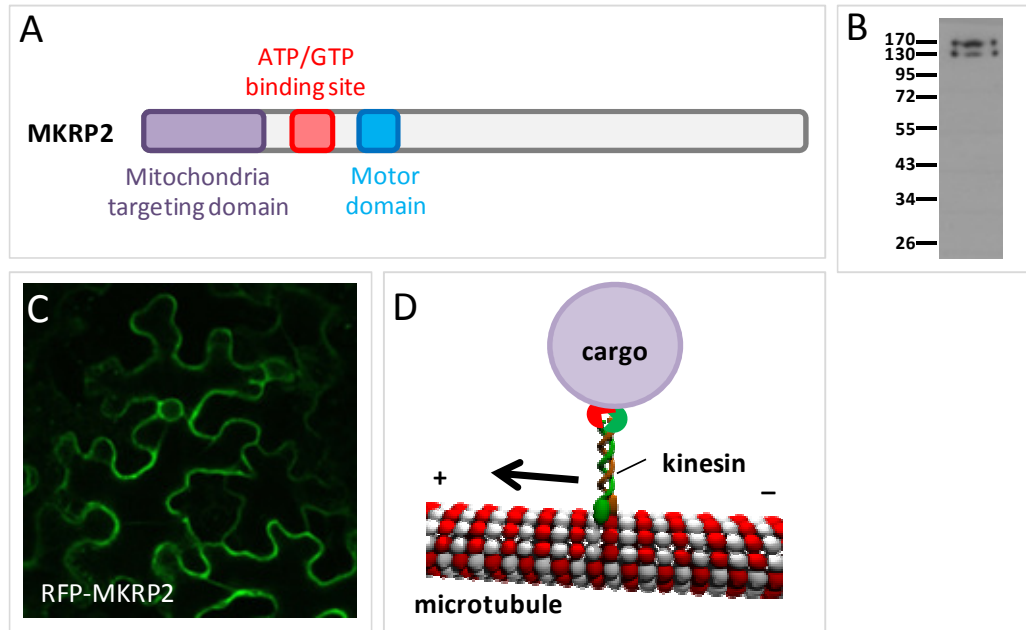 A
ATP/GTP
binding site
MKRP2
Mitochondria
targeting domain
Motor
domain
B
170
130
95
72
55
43
34
26
C
RFP-MKRP2
D
cargo
kinesin
+
–
microtubule